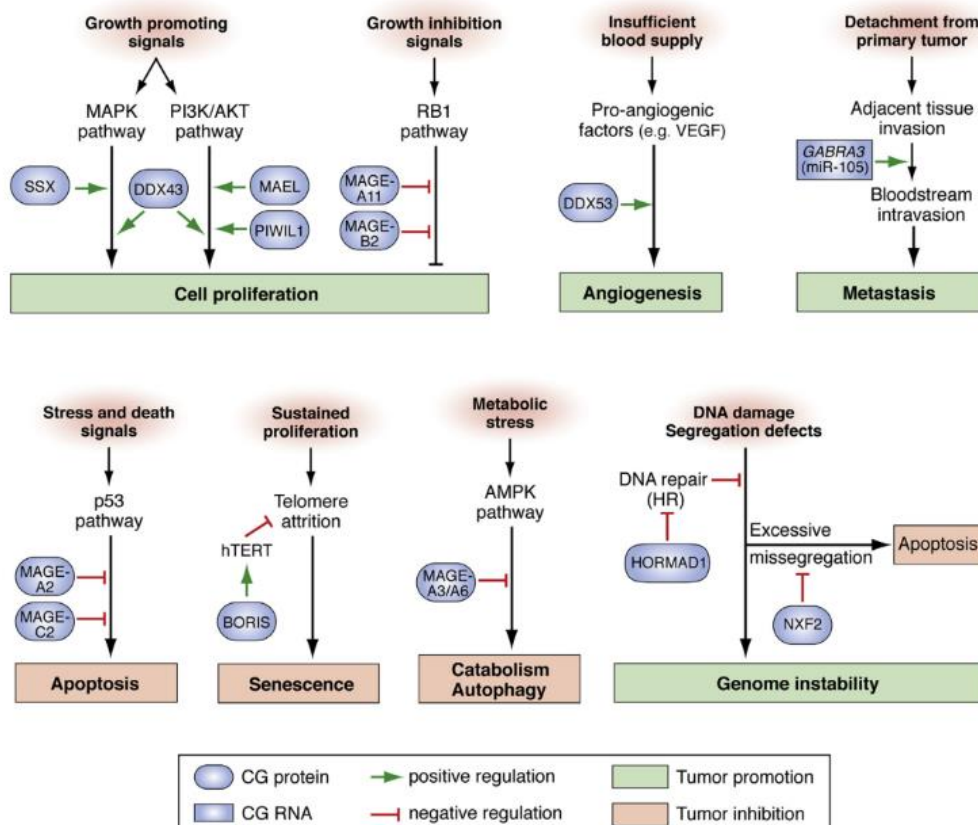 Growth promoting
signals
Growth inhibition
signals
Insufficient
blood supply
Detachment from
primary tumor
MAPK
pathway
PI3K/AKT
pathway
RB1
pathway
Pro-angiogenic
factors (e.g. VEGF)
Adjacent tissue
invasion
SSX
DDX43
MAEL
PIWIL1
MAGE-
A11
MAGE-
B2
DDX53
GABRA3
(miR-105)
Bloodstream
intravasion
Cell proliferation
Angiogenesis
Metastasis
Stress and death
signals
Sustained
proliferation
Metabolic
stress
DNA damage
Segregation defects
p53
pathway
Telomere
attrition
AMPK
pathway
DNA repair
(HR)
hTERT
Excessive
missegregation
Apoptosis
MAGE-
A2
MAGE-
C2
BORIS
MAGE-
A3/A6
HORMAD1
NXF2
Apoptosis
Senescence
Catabolism
Autophagy
Genome instability
CG protein
positive regulation
Tumor promotion
CG RNA
negative regulation
Tumor inhibition